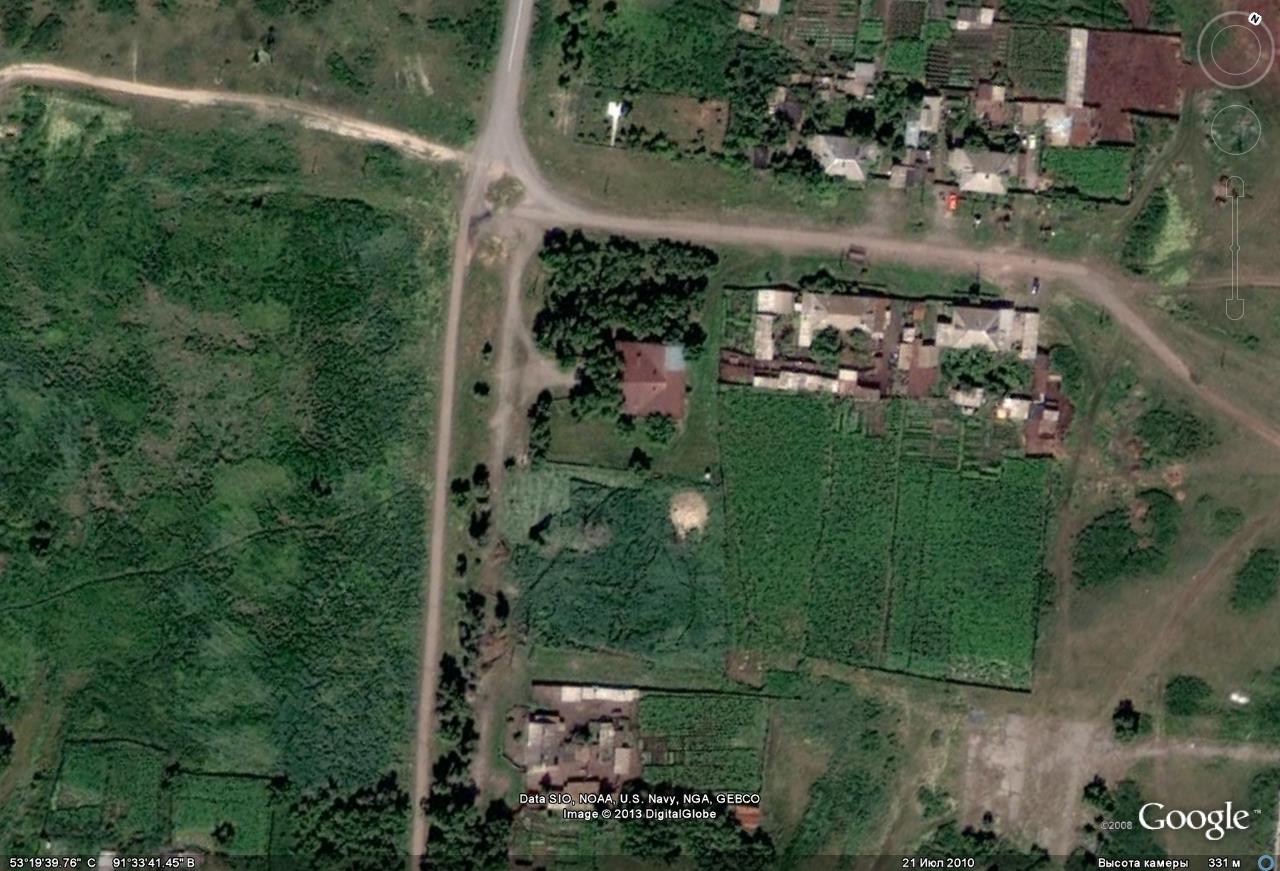 N
Data SIO, NOAA, U.S. Navy, NGA, GEBCO
Image © 2013 DigitalGlobe
©2008 Google™
53°19'39.76" С 91°33'41.45" В 21 Июл 2010 Высота камеры 331 м